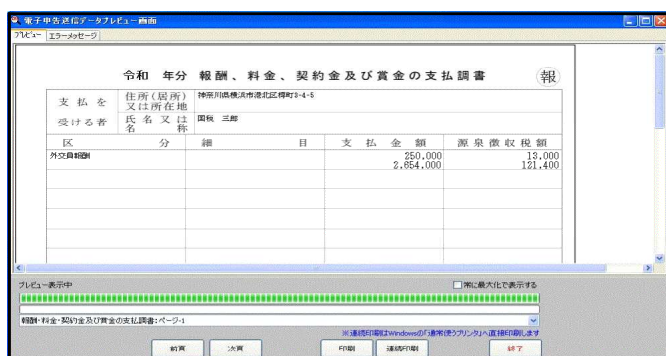 電子申告送信データプレビュー画面
プレビュー エラーメッセージ
令和 年分 報酬、料金、契約金及び賞金の支払調書 報
支払を
受ける者
住所(居所)
又は所在地
神奈川県横浜市港北区樽町3-4-5
氏名又は
名称
国税 三郎
区分 細目 支払金額 源泉徴収税額
外交員報酬 250,000 13,000
2,654,000 121,400
プレビュー表示中 常に最大化で表示する
報酬・料金・契約金及び賞金の支払調書:ページ-1
※連続印刷はWindowsの「通常使うプリンタ」へ直接印刷します
前頁 次頁 印刷 連続印刷 終了